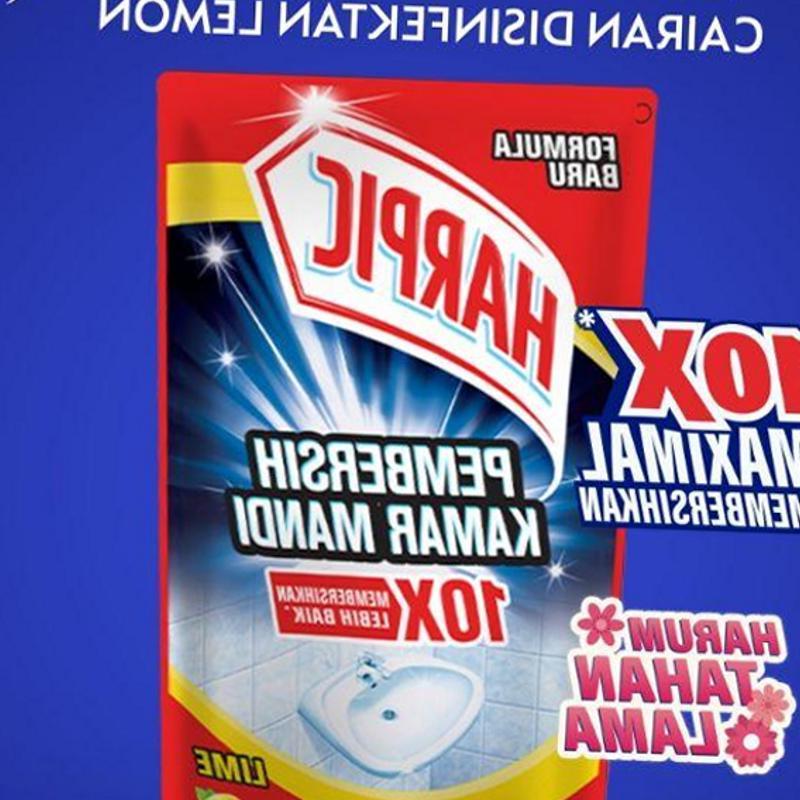 CAIRAN DISINFEKTAN LEMON
FORMULA
BARU
HARPIC
PEMBERSIH
KAMAR MANDI
10X
MEMBERSIHKAN
LEBIH BAIK*
LIME
10X*
MAXIMAL
MEMBERSIHKAN
HARUM
TAHAN
LAMA